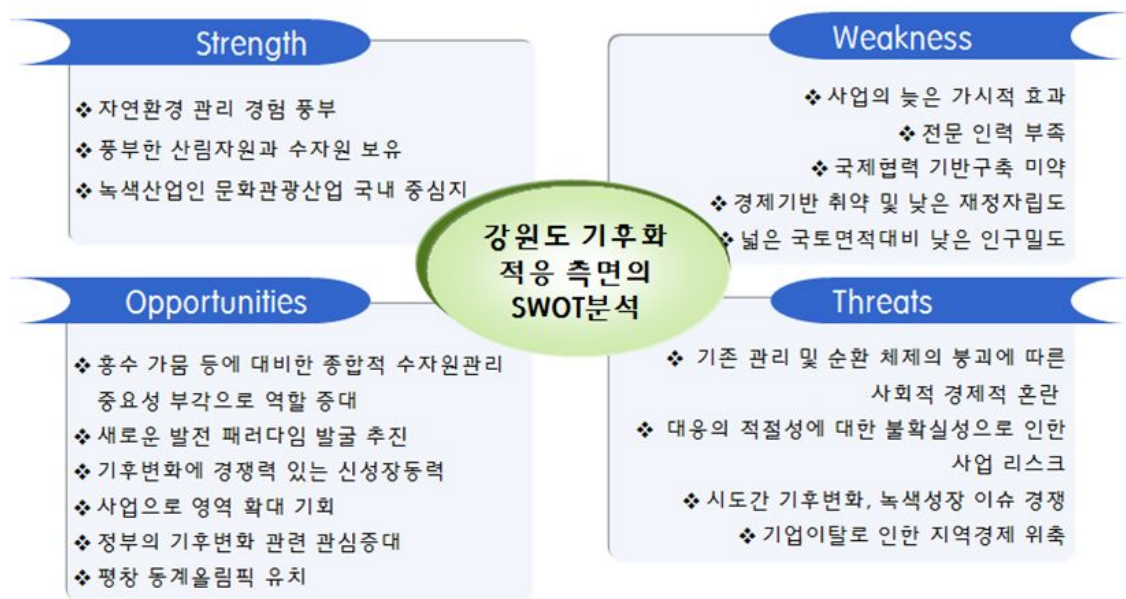 Strength
❖ 자연환경 관리 경험 풍부
❖ 풍부한 산림자원과 수자원 보유
❖ 녹색산업인 문화관광산업 국내 중심지
Weakness
❖ 사업의 늦은 가시적 효과
❖ 전문 인력 부족
❖ 국제협력 기반구축 미약
❖ 경제기반 취약 및 낮은 재정자립도
❖ 넓은 국토면적대비 낮은 인구밀도
강원도 기후화
적응 측면의
SWOT분석
Opportunities
❖ 홍수 가뭄 등에 대비한 종합적 수자원관리
중요성 부각으로 역할 증대
❖ 새로운 발전 패러다임 발굴 추진
❖ 기후변화에 경쟁력 있는 신성장동력
❖ 사업으로 영역 확대 기회
❖ 정부의 기후변화 관련 관심증대
❖ 평창 동계올림픽 유치
Threats
❖ 기존 관리 및 순환 체제의 붕괴에 따른
사회적 경제적 혼란
❖ 대응의 적절성에 대한 불확실성으로 인한
사업 리스크
❖ 시도간 기후변화, 녹색성장 이슈 경쟁
❖ 기업이탈로 인한 지역경제 위축